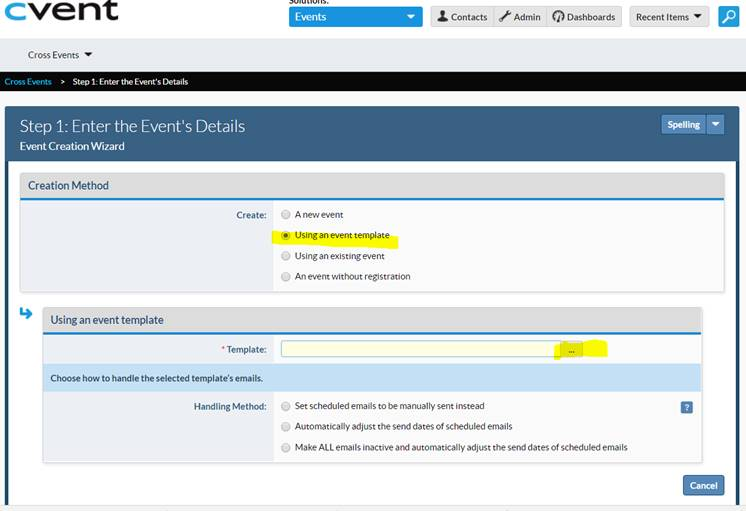 cvent
Solutions:
Events
Contacts
Admin
Dashboards
Recent Items
Cross Events
Cross Events > Step 1: Enter the Event's Details
Step 1: Enter the Event's Details
Spelling
Event Creation Wizard
Creation Method
Create:
A new event
Using an event template
Using an existing event
An event without registration
Using an event template
* Template:
...
Choose how to handle the selected template's emails.
Handling Method:
Set scheduled emails to be manually sent instead
?
Automatically adjust the send dates of scheduled emails
Make ALL emails inactive and automatically adjust the send dates of scheduled emails
Cancel